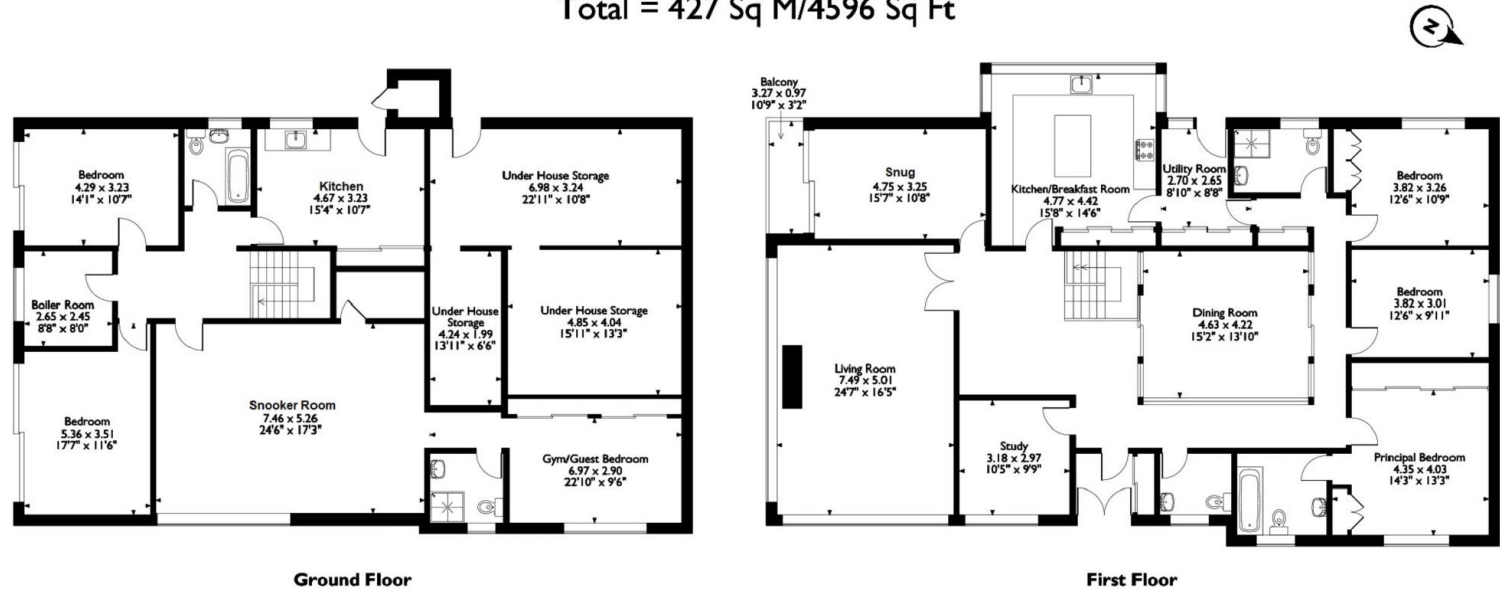 Total = 427 Sq M/4596 Sq Ft
N
Bedroom
4.29 x 3.23
14'1" x 10'7"
Kitchen
4.67 x 3.23
15'4" x 10'7"
Under House Storage
6.98 x 3.24
22'11" x 10'8"
Boiler Room
2.65 x 2.45
8'8" x 8'0"
Under House
Storage
4.24 x 1.99
13'11" x 6'6"
Under House Storage
4.85 x 4.04
15'11" x 13'3"
Bedroom
5.36 x 3.51
17'7" x 11'6"
Snooker Room
7.46 x 5.26
24'6" x 17'3"
Gym/Guest Bedroom
6.97 x 2.90
22'10" x 9'6"
Ground Floor
Balcony
3.27 x 0.97
10'9" x 3'2"
Snug
4.75 x 3.25
15'7" x 10'8"
Kitchen/Breakfast Room
4.77 x 4.42
15'8" x 14'6"
Utility Room
2.70 x 2.65
8'10" x 8'8"
Bedroom
3.82 x 3.26
12'6" x 10'9"
Bedroom
3.82 x 3.01
12'6" x 9'11"
Dining Room
4.63 x 4.22
15'2" x 13'10"
Living Room
7.49 x 5.01
24'7" x 16'5"
Study
3.18 x 2.97
10'5" x 9'9"
Principal Bedroom
4.35 x 4.03
14'3" x 13'3"
First Floor